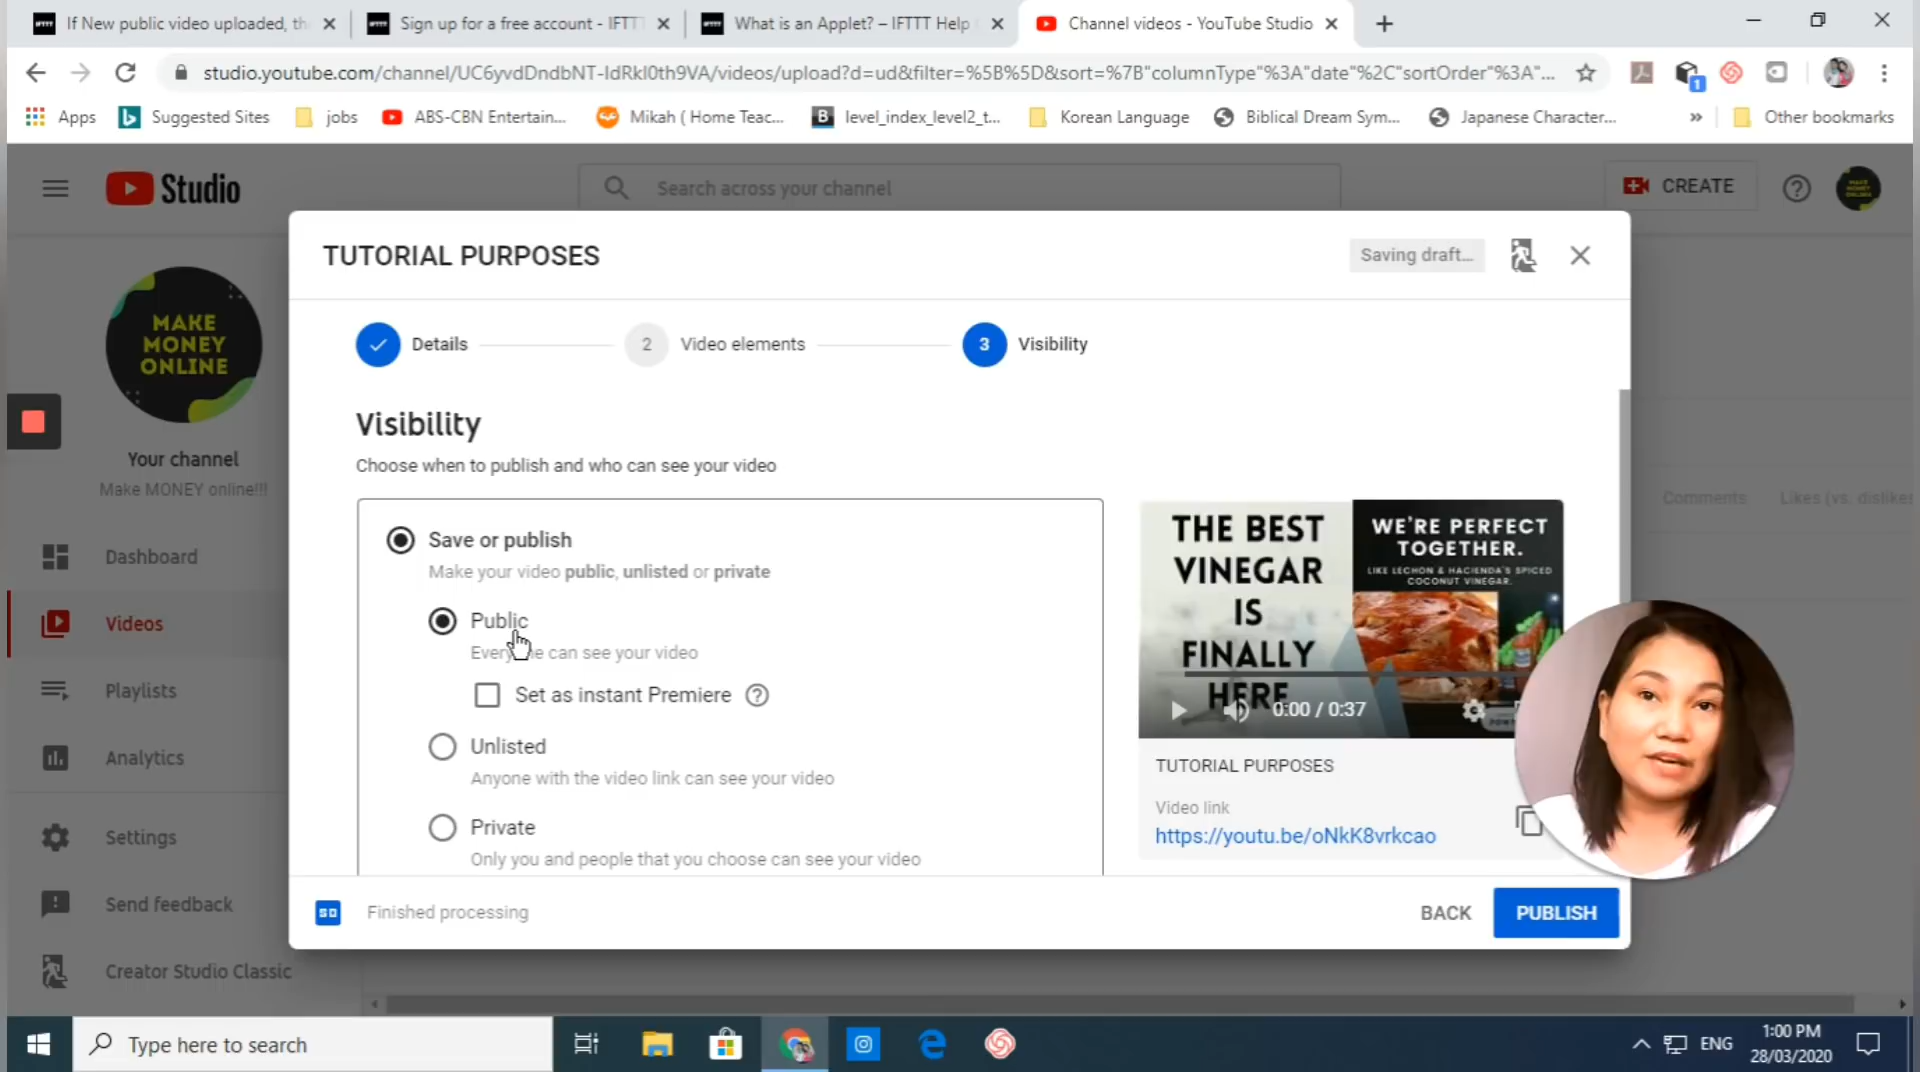 If New public video uploaded, th
Sign up for a free account - IFTTT
What is an Applet? – IFTTT Help
Channel videos - YouTube Studio
studio.youtube.com/channel/UC6yvdDndbNT-IdRkI0th9VA/videos/upload?d=ud&filter=%5B%5D&sort=%7B"columnType"%3A"date"%2C"sortOrder"%3A"...
Apps
Suggested Sites
jobs
ABS-CBN Entertain...
Mikah ( Home Teac...
level_index_level2_t...
Korean Language
Biblical Dream Sym...
Japanese Character...
»
Other bookmarks
Studio
Search across your channel
CREATE
TUTORIAL PURPOSES
Saving draft...
Details
2
Video elements
3
Visibility
MAKE
MONEY
ONLINE
Your channel
Make MONEY online!!!
Dashboard
Videos
Playlists
Analytics
Settings
Send feedback
Creator Studio Classic
Visibility
Choose when to publish and who can see your video
Save or publish
Make your video public, unlisted or private
Public
can see your video
Set as instant Premiere
Unlisted
Anyone with the video link can see your video
Private
Only you and people that you choose can see your video
THE BEST
VINEGAR
IS
FINALLY
HERE
WE'RE PERFECT
TOGETHER.
LIKE LECHON & HACIENDA'S SPICED
COCONUT VINEGAR.
0:00 / 0:37
TUTORIAL PURPOSES
Video link
https://youtu.be/oNkK8vrkcao
Comments
Likes (vs. dislikes
SD
Finished processing
BACK
PUBLISH
Type here to search
ENG
1:00 PM
28/03/2020